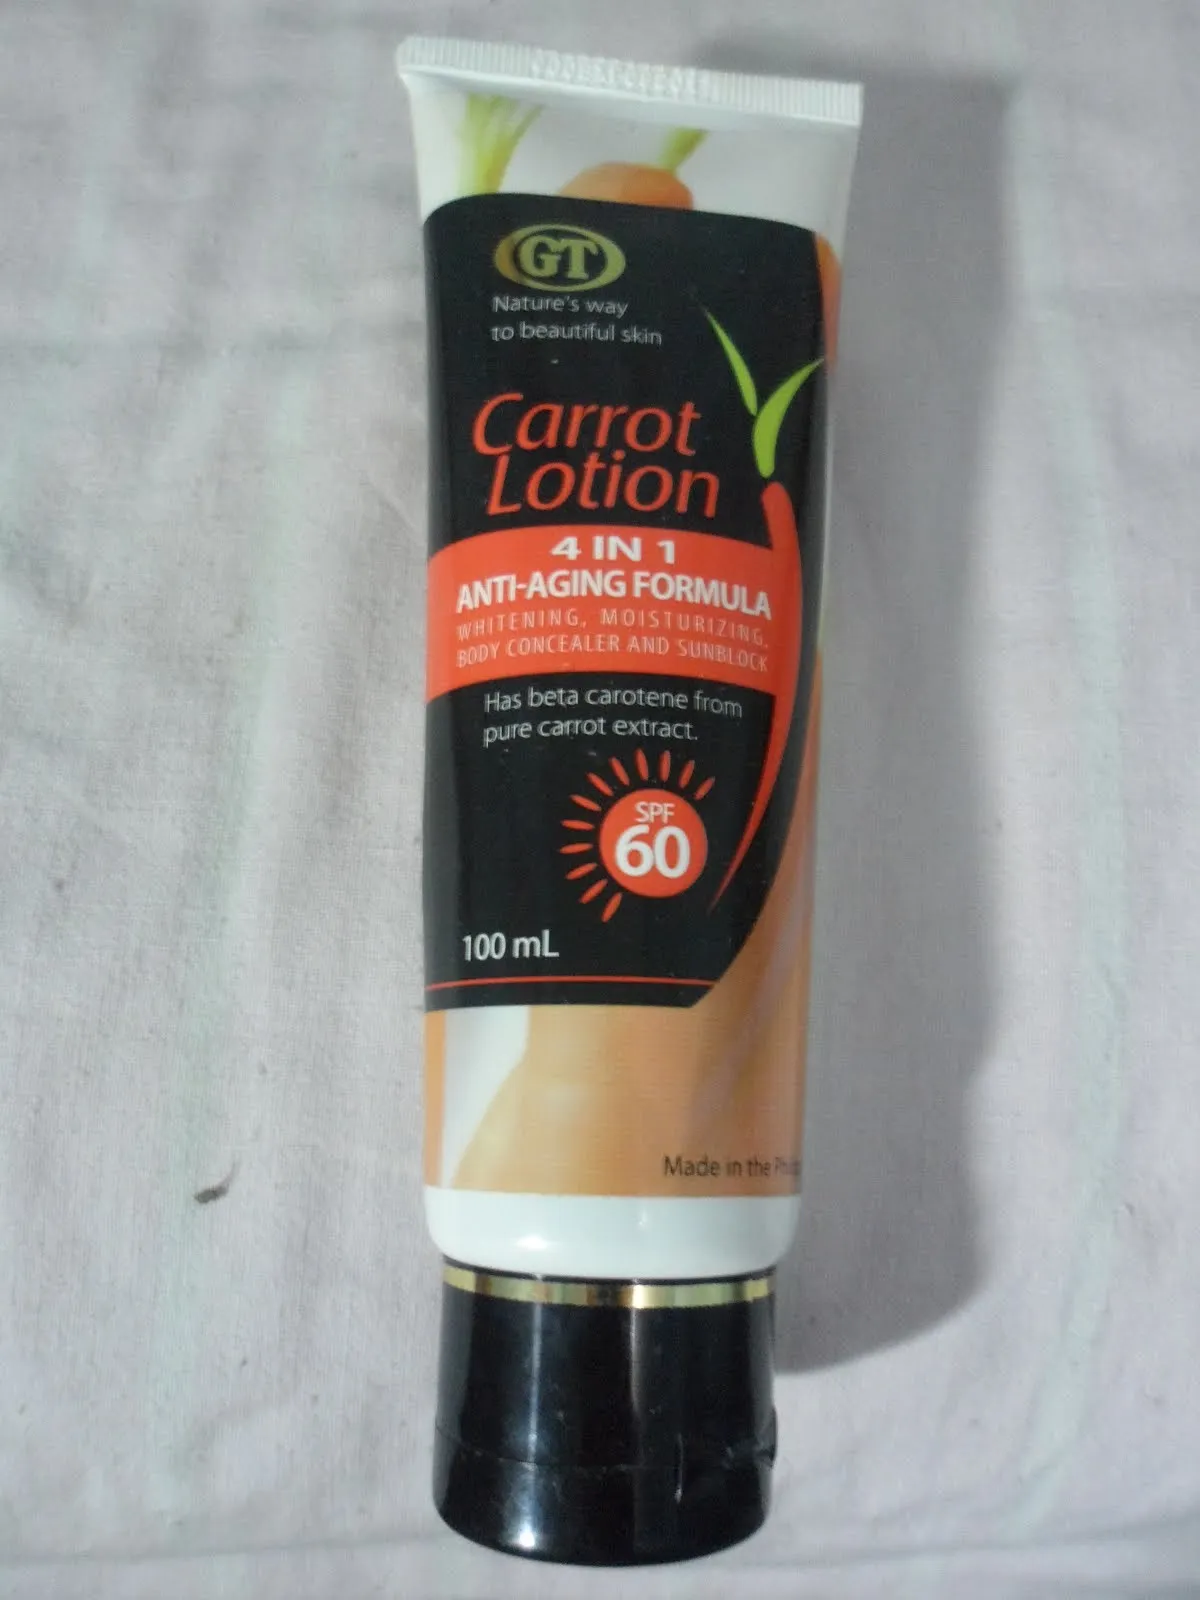 GT
Nature's way
to beautiful skin
Carrot
Lotion
4 IN 1
ANTI-AGING FORMULA
WHITENING, MOISTURIZING,
BODY CONCEALER AND SUNBLOCK
Has beta carotene from
pure carrot extract.
SPF
60
100 mL
Made in the